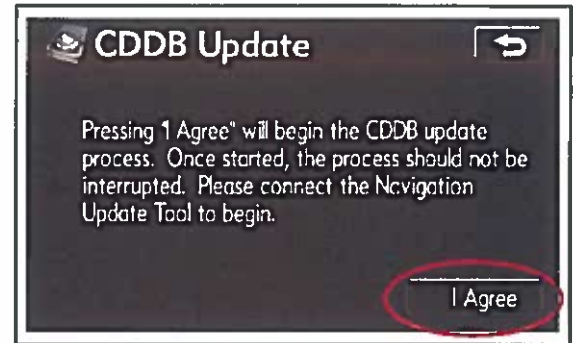 CDDB Update
Pressing "I Agree" will begin the CDDB update
process. Once started, the process should not be
interrupted. Please connect the Navigation
Update Tool to begin.
I Agree